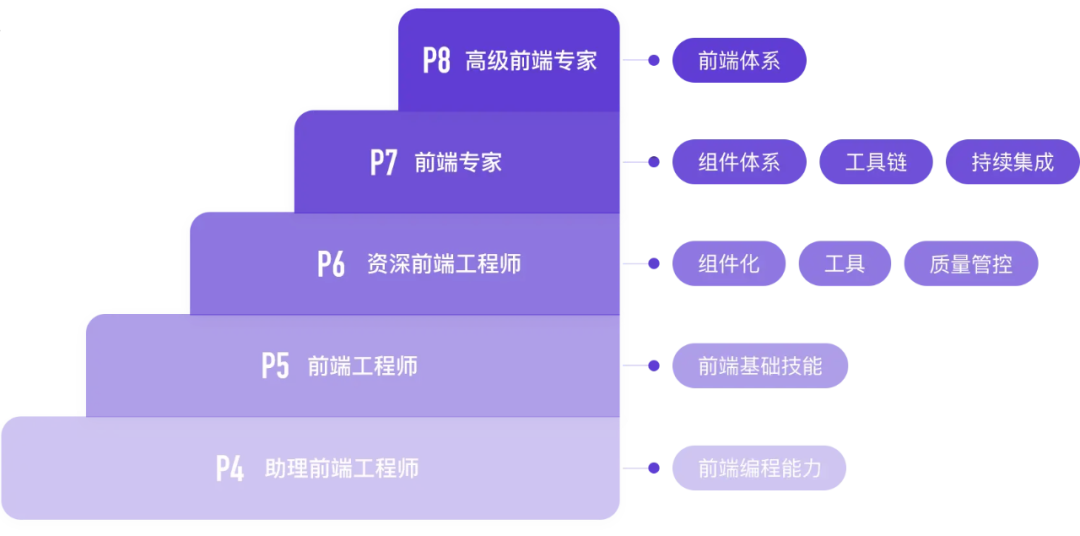 P8 高级前端专家 前端体系
P7 前端专家 组件体系 工具链 持续集成
P6 资深前端工程师 组件化 工具 质量管控
P5 前端工程师 前端基础技能
P4 助理前端工程师 前端编程能力